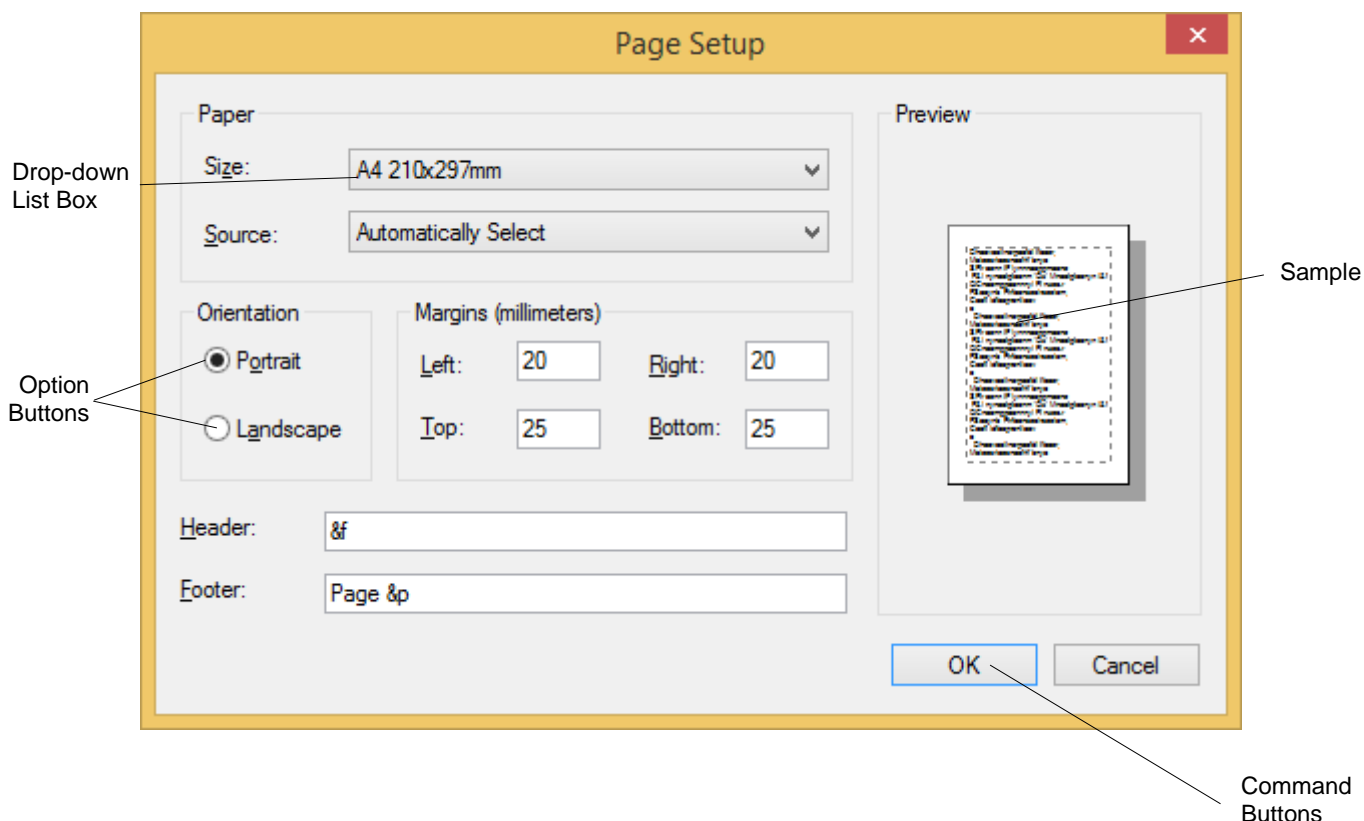 Page Setup
Paper
Preview
Drop-down
List Box
Size:
A4 210x297mm
Source:
Automatically Select
Sample
Orientation
Margins (millimeters)
Portrait
Left:
20
Right:
20
Option
Buttons
Landscape
Top:
25
Bottom:
25
Header:
&f
Footer:
Page &p
OK
Cancel
Command
Buttons